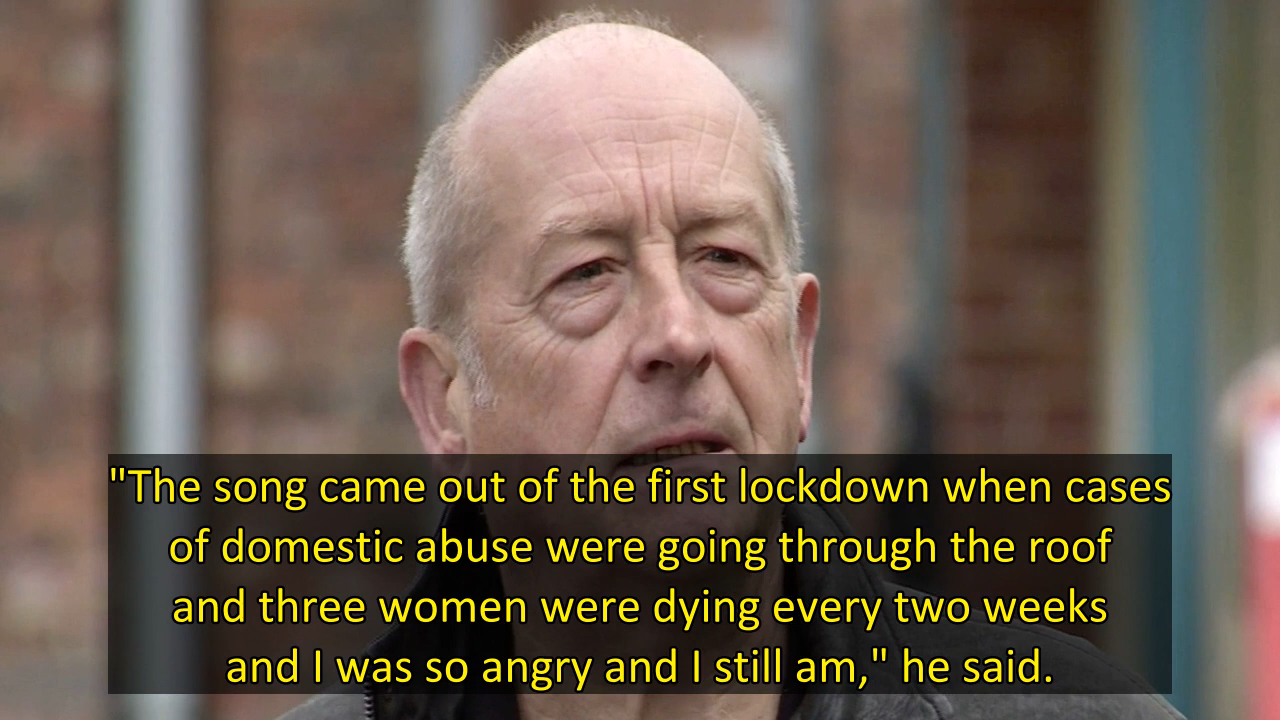 "The song came out of the first lockdown when cases
of domestic abuse were going through the roof
and three women were dying every two weeks
and I was so angry and I still am," he said.